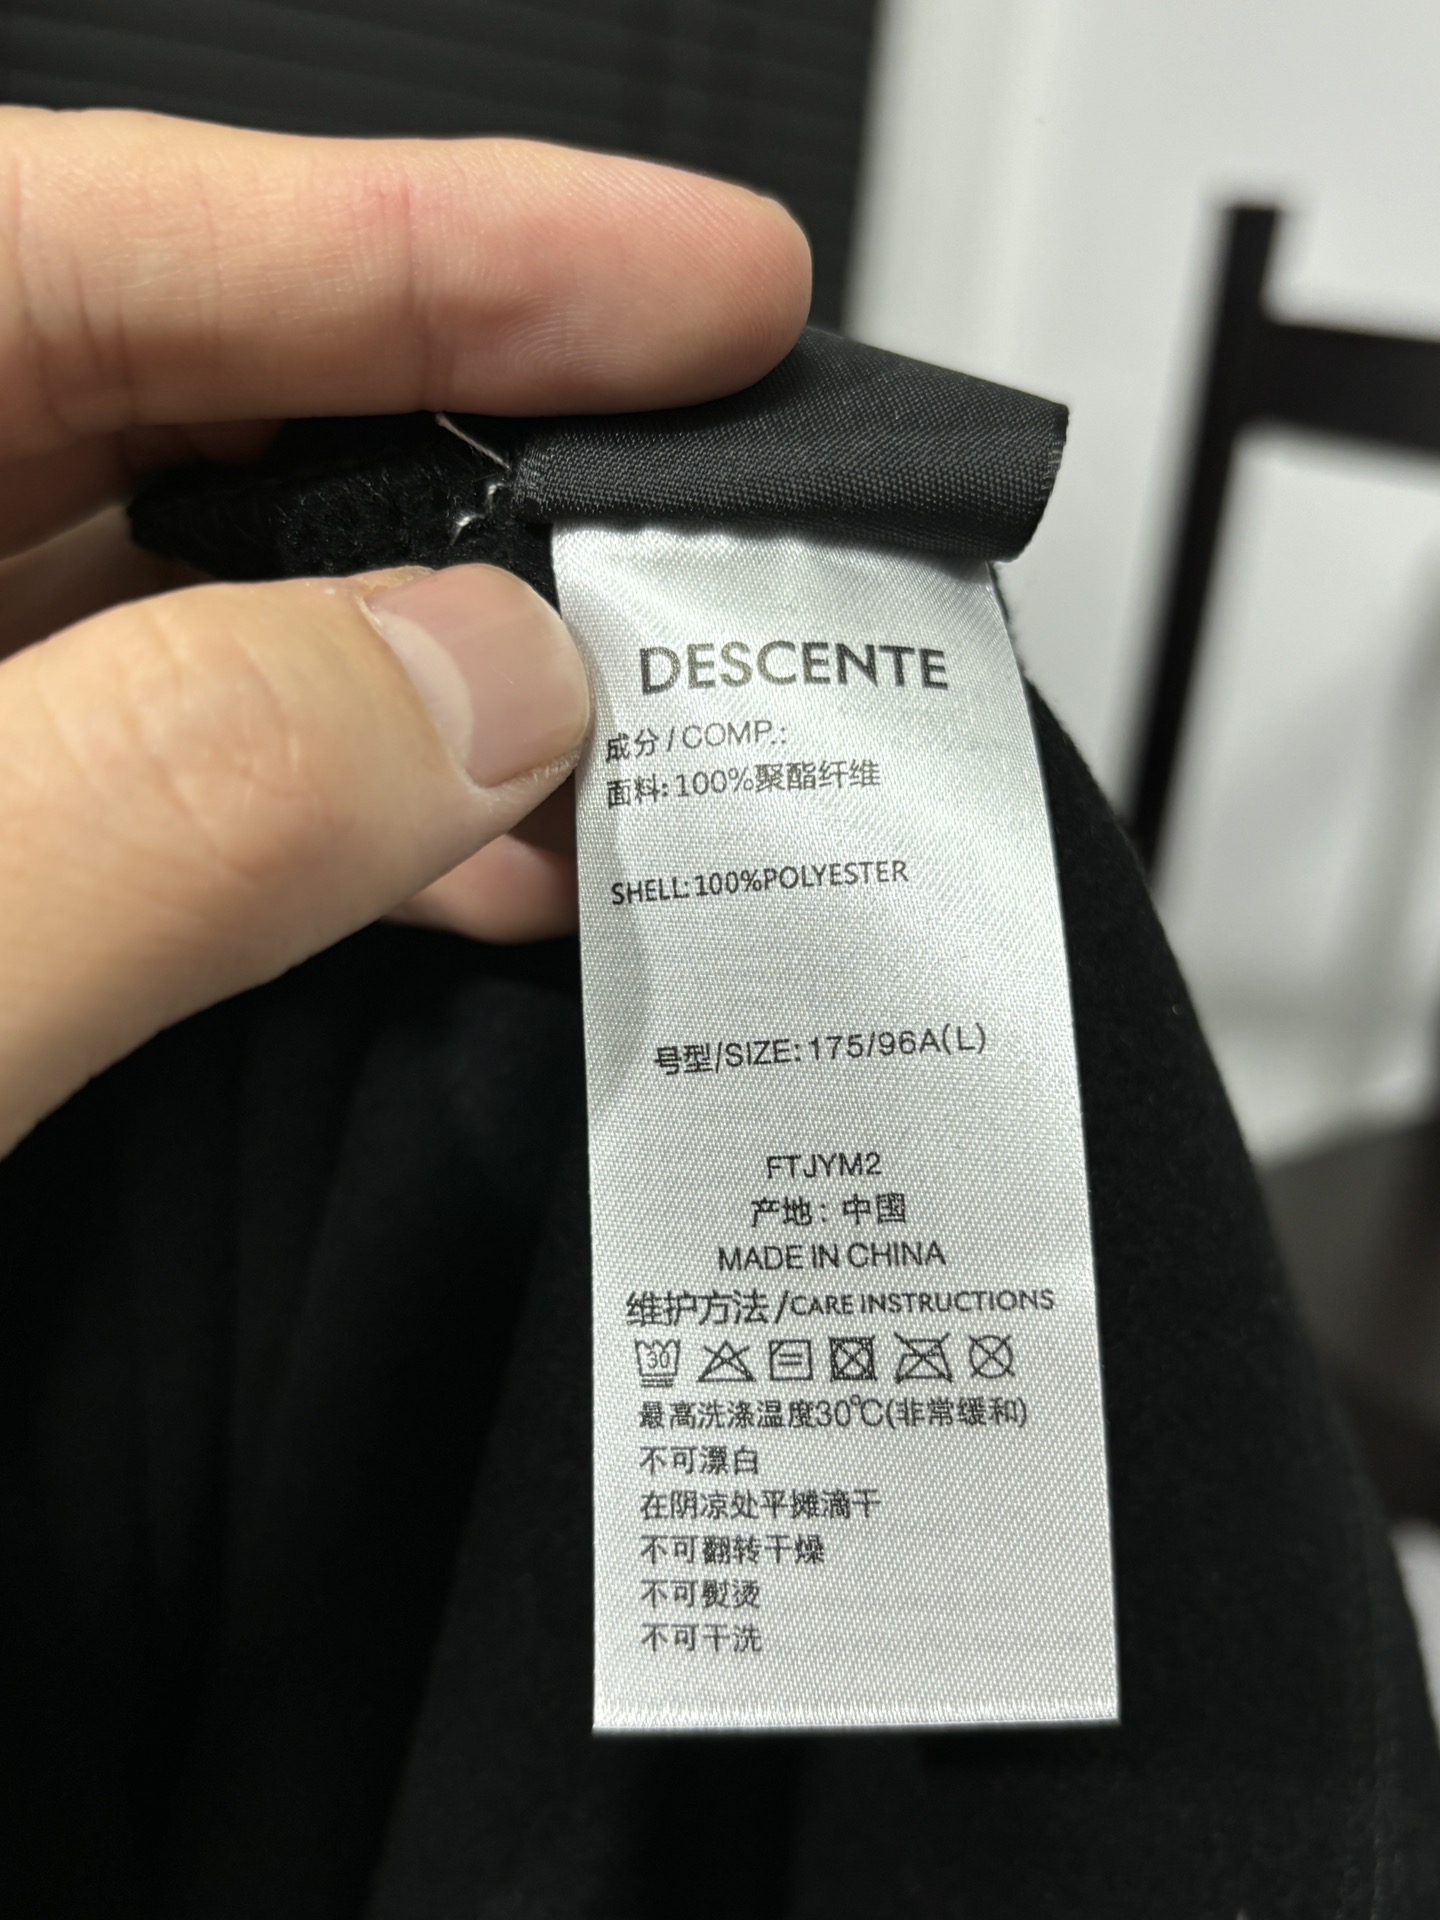 DESCENTE
成分/COMP.:
面料:100%聚酯纤维
SHELL:100%POLYESTER
号型/SIZE:175/96A(L)
FTJYM2
产地:中国
MADE IN CHINA
维护方法/CARE INSTRUCTIONS
30
最高洗涤温度30℃(非常缓和)
不可漂白
在阴凉处平摊滴干
不可翻转干燥
不可熨烫
不可干洗